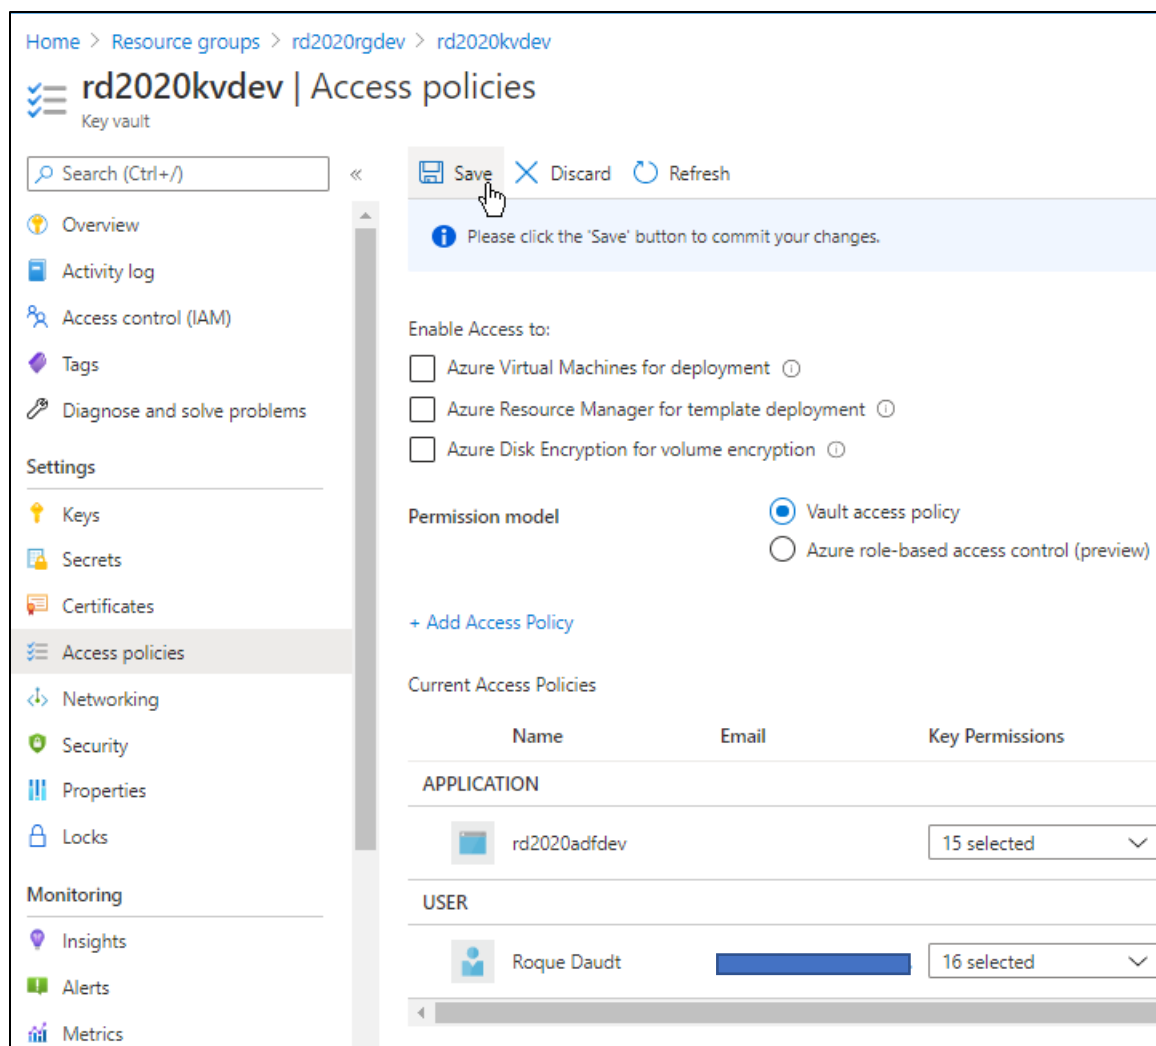 Home > Resource groups > rd2020rgdev > rd2020kvdev
rd2020kvdev | Access policies
Key vault
Search (Ctrl+/)
«
Save
Discard
Refresh
Please click the 'Save' button to commit your changes.
Overview
Activity log
Access control (IAM)
Tags
Diagnose and solve problems
Settings
Keys
Secrets
Certificates
Access policies
Networking
Security
Properties
Locks
Monitoring
Insights
Alerts
Metrics
Enable Access to:
Azure Virtual Machines for deployment
Azure Resource Manager for template deployment
Azure Disk Encryption for volume encryption
Permission model
Vault access policy
Azure role-based access control (preview)
+ Add Access Policy
Current Access Policies
Name Email Key Permissions
APPLICATION
rd2020adfdev 15 selected
USER
Roque Daudt 16 selected